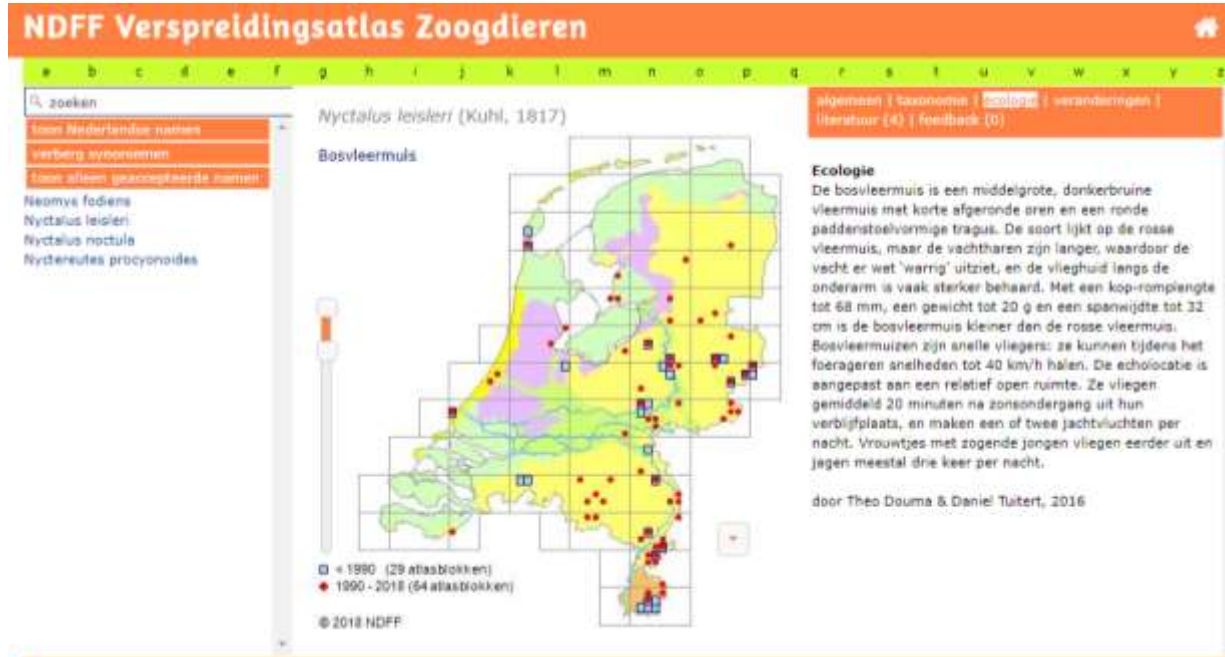 NDFF Verspreidingsatlas Zoogdieren
a b c d e f g h i j k l m n o p q r s t u v w x y z
zoeken
toon Nederlandse namen
verberg synoniemen
toon alleen geaccepteerde namen
Neomys fodiens
Nyctalus leisleri
Nyctalus noctula
Nyctereutes procyonoides
Nyctalus leisleri (Kuhl, 1817)
Bosvleermuis
< 1990 (29 atlasblokken)
1990 - 2018 (64 atlasblokken)
© 2018 NDFF
algemeen | taxonomie | ecologie | veranderingen |
literatuur (4) | feedback (0)
Ecologie
De bosvleermuis is een middelgrote, donkerbruine
vleermuis met korte afgeronde oren en een ronde
paddenstoelvormige tragus. De soort lijkt op de rosse
vleermuis, maar de vachtharen zijn langer, waardoor de
vacht er wat 'warrig' uitziet, en de vlieghuid langs de
onderarm is vaak sterker behaard. Met een kop-romplengte
tot 68 mm, een gewicht tot 20 g en een spanwijdte tot 32
cm is de bosvleermuis kleiner dan de rosse vleermuis.
Bosvleermuizen zijn snelle vliegers: ze kunnen tijdens het
foerageren snelheden tot 40 km/h halen. De echolocatie is
aangepast aan een relatief open ruimte. Ze vliegen
gemiddeld 20 minuten na zonsondergang uit hun
verblijfplaats, en maken een of twee jachtvluchten per
nacht. Vrouwtjes met zogende jongen vliegen eerder uit en
jagen meestal drie keer per nacht.
door Theo Douma & Daniel Tuitert, 2016